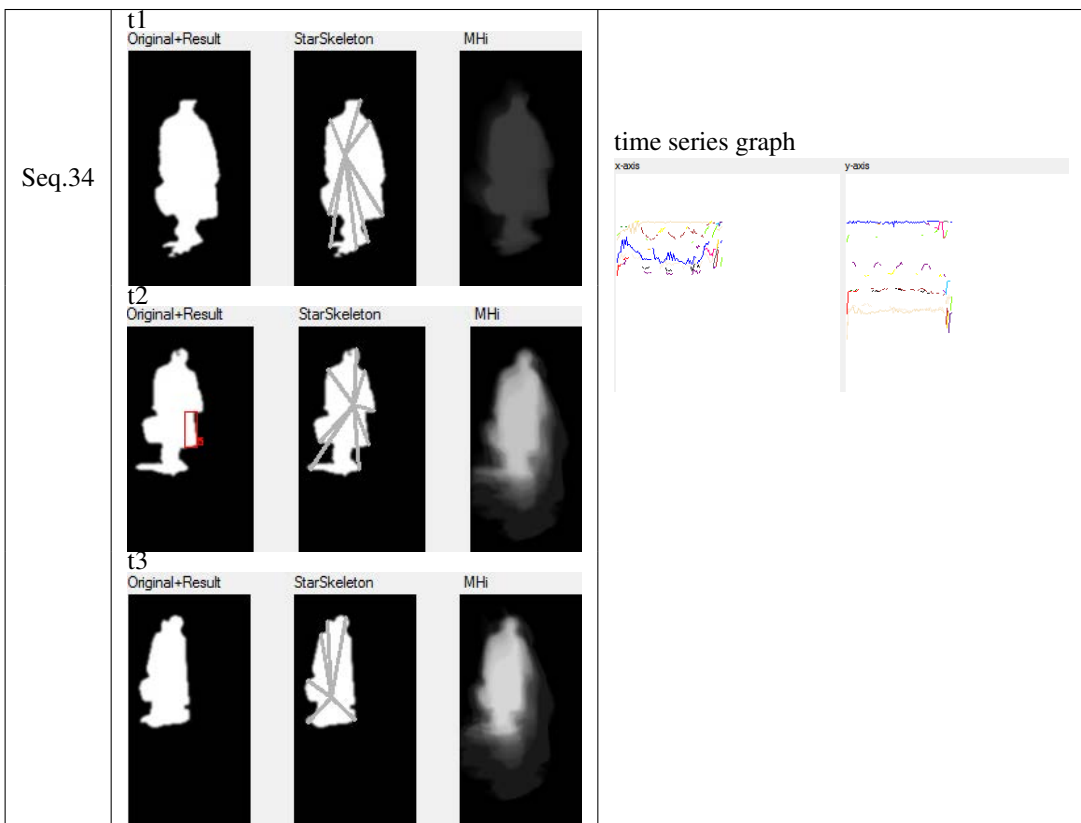 Seq.34
t1
Original+Result StarSkeleton MHi
t2
Original+Result StarSkeleton MHi
t3
Original+Result StarSkeleton MHi
time series graph
x-axis y-axis